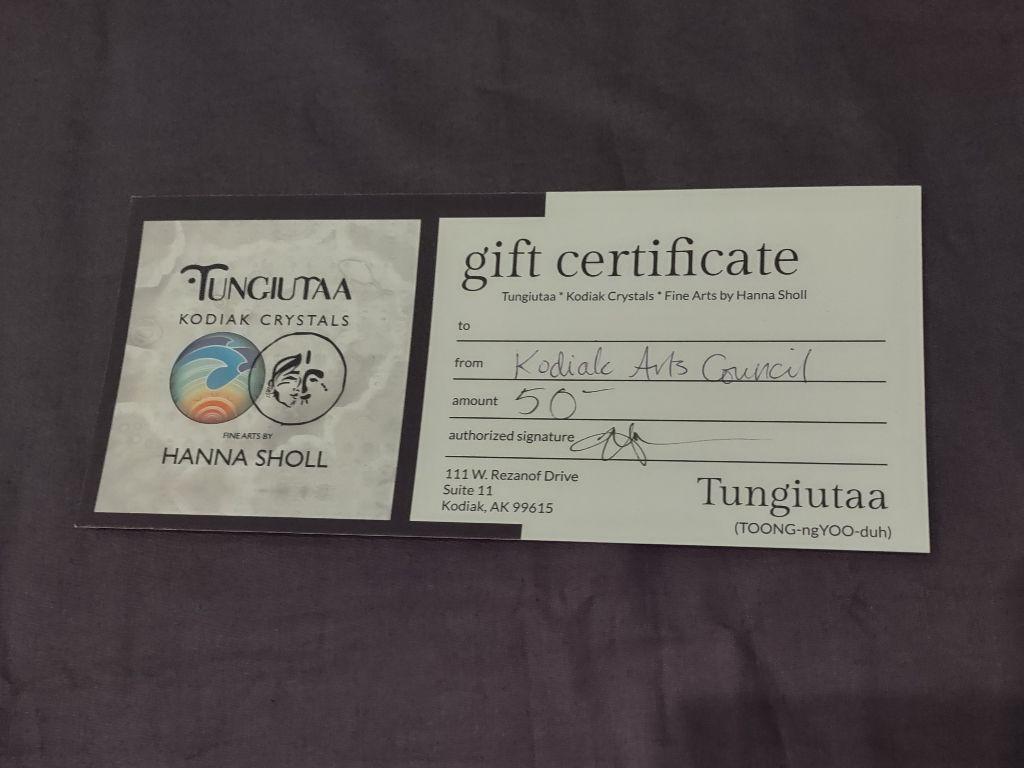 TUNGIUTAA
KODIAK CRYSTALS
FINE ARTS BY
HANNA SHOLL
gift certificate
Tungiutaa * Kodiak Crystals * Fine Arts by Hanna Sholl
to
from Kodiak Arts Council
amount 50-
authorized signature
111 W. Rezanof Drive
Suite 11
Kodiak, AK 99615
Tungiutaa
(TOONG-ngYOO-duh)